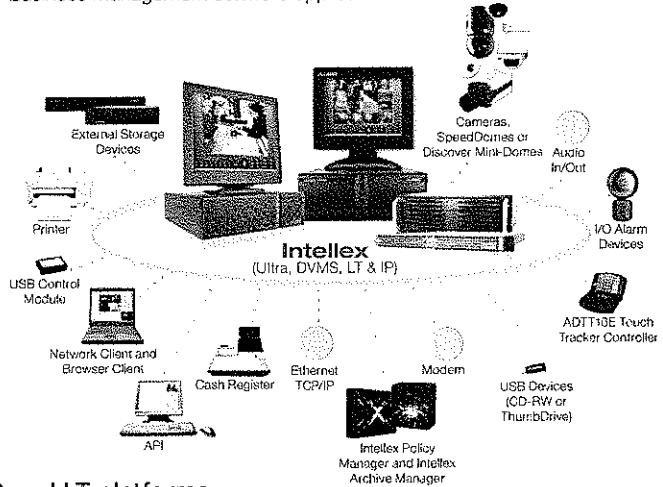 External Storage
Devices
Cameras,
SpeedDomes or
Discover Mini-Domes
Audio
In/Out
Printer
I/O Alarm
Devices
Intellex
(Ultra, DVMS, LT & IP)
USB Control
Module
ADTT16E Touch
Tracker Controller
Network Client and
Browser Client
Cash Register
Ethernet
TCP/IP
Modem
USB Devices
(CD-RW or
ThumbDrive)
API
Intellex Policy
Manager and Intellex
Archive Manager